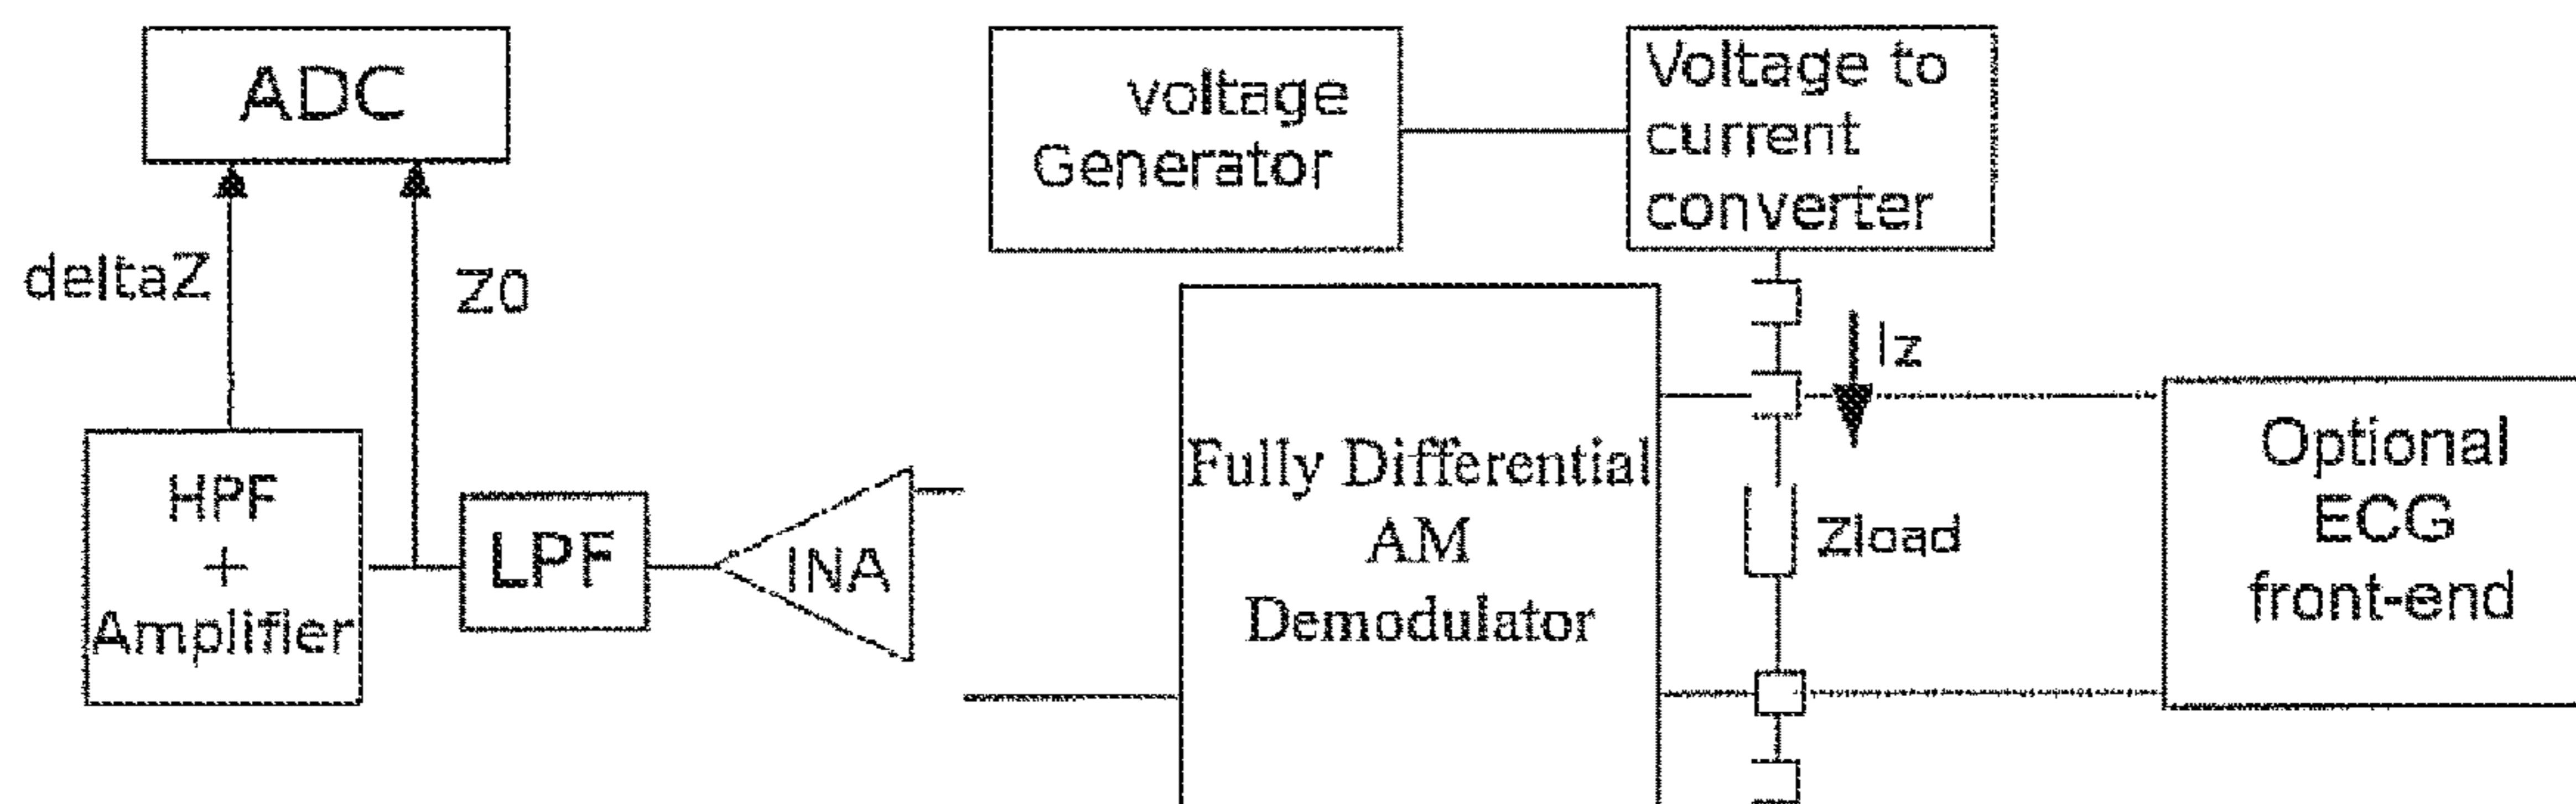 ADC
voltage
Generator
Voltage to
current
converter
deltaZ
Z0
Iz
HPF
+
Amplifier
LPF
INA
Fully Differential
AM
Demodulator
Zload
Optional
ECG
front-end